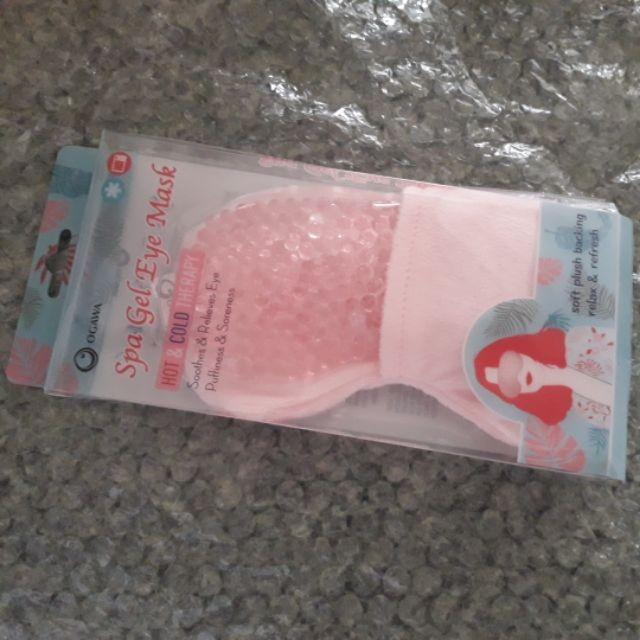 OGAWA
Spa Gel Eye Mask
HOT & COLD THERAPY
Soothes & Relieves Eye
Puffiness & Soreness
soft plush backing
relax & refresh